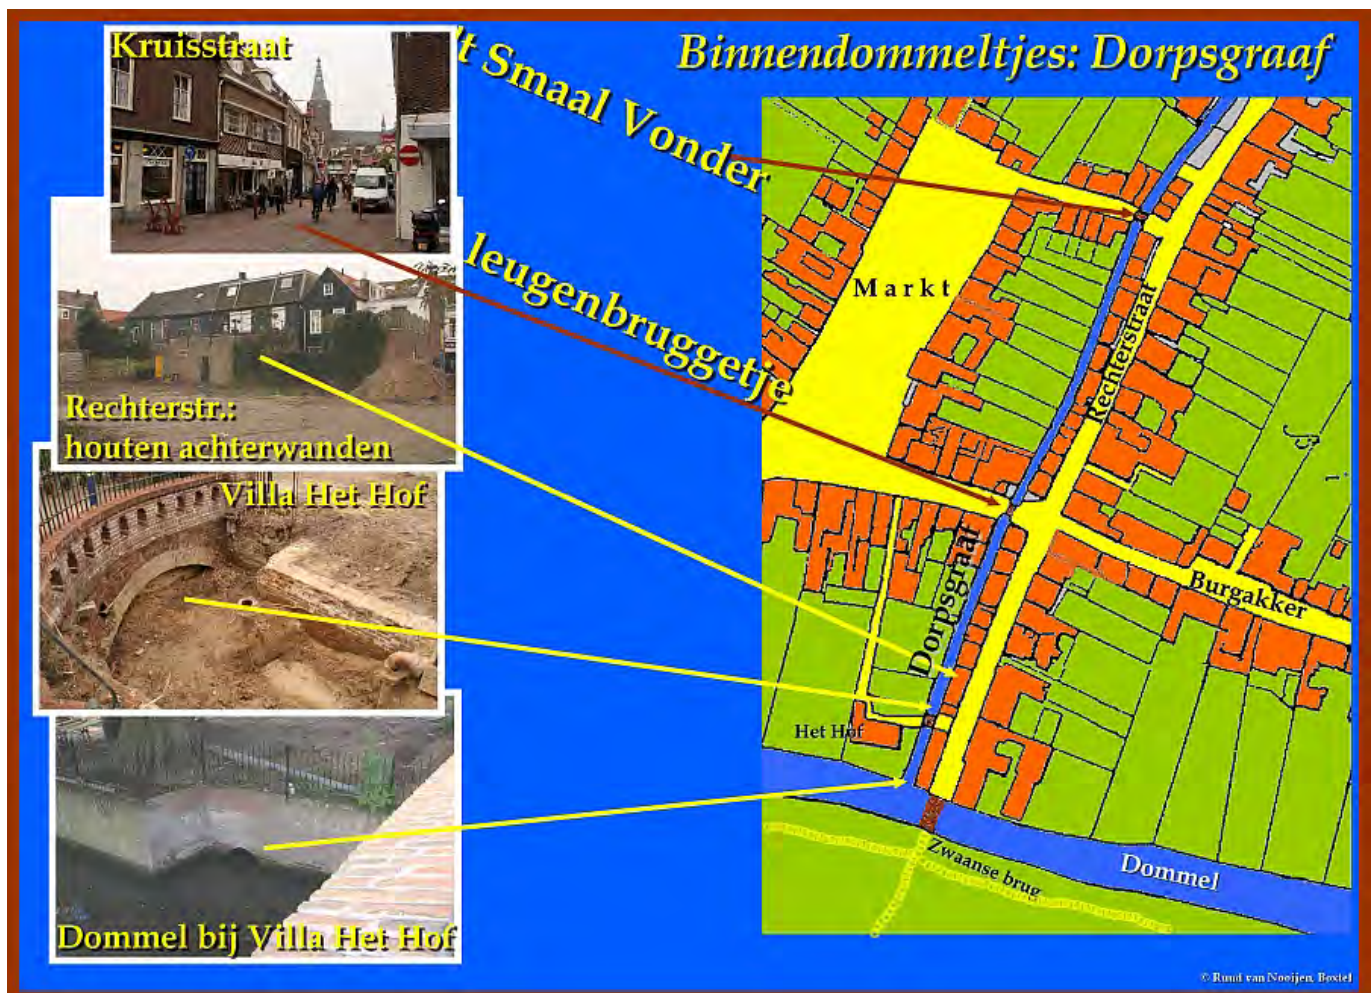 Binnendommeltjes: Dorpsgraaf
Kruisstraat
't Smaal Vonder
leugenbruggetje
Rechterstr.:
houten achterwanden
Villa Het Hof
Dommel bij Villa Het Hof
Markt
Rechterstraat
Dorpsgraaf
Burgakker
Het Hof
Zwaanse brug
Dommel
© Ruud van Nooijen, Boxtel